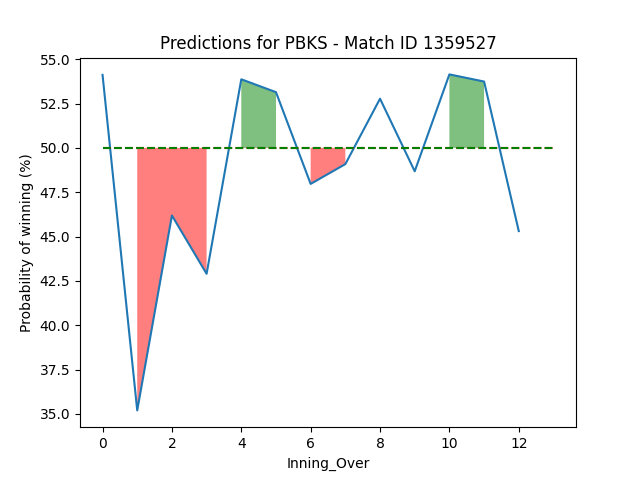 Predictions for PBKS - Match ID 1359527
Probability of winning (%)
55.0
52.5
50.0
47.5
45.0
42.5
40.0
37.5
35.0
0 2 4 6 8 10 12
Inning_Over